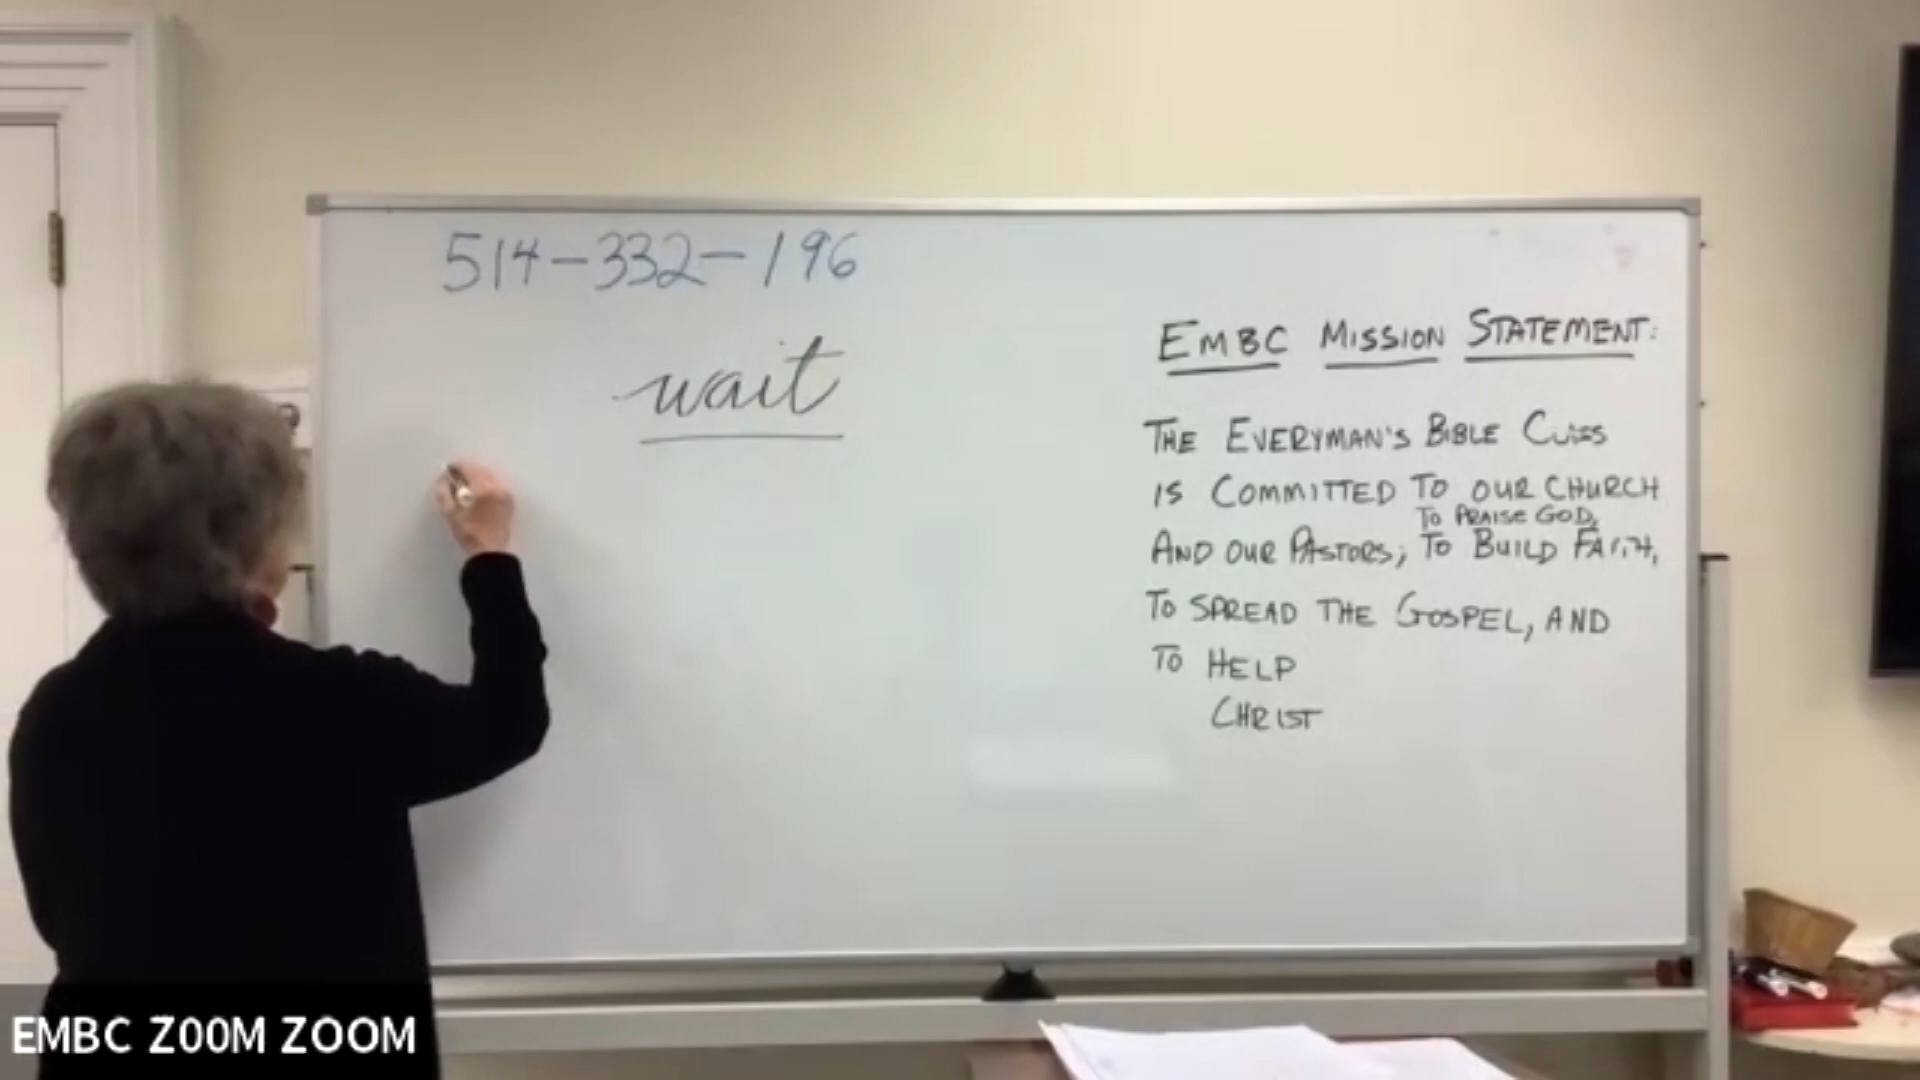 514-332-196
wait
EMBC MISSION STATEMENT:
THE EVERYMAN'S BIBLE CLASS
IS COMMITTED TO OUR CHURCH
TO PRAISE GOD,
AND OUR PASTORS; TO BUILD FAITH,
TO SPREAD THE GOSPEL, AND
TO HELP
CHRIST
EMBC ZOOM ZOOM